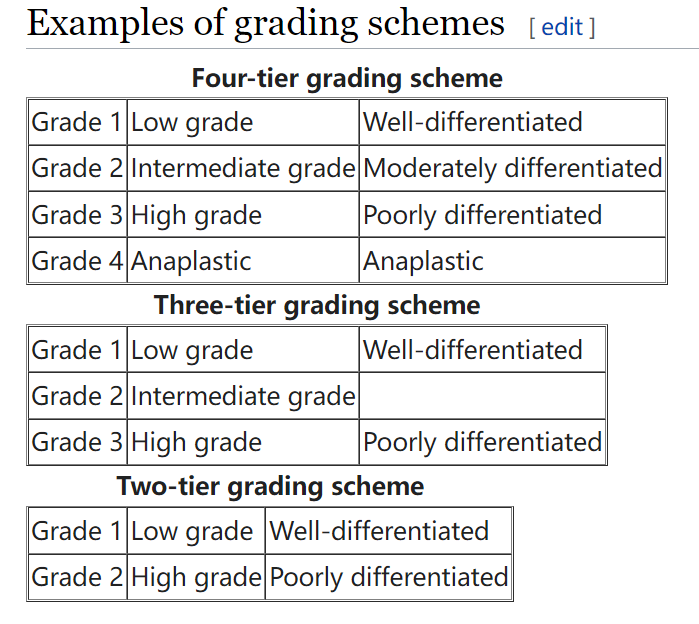 Examples of grading schemes [ edit ]
Four-tier grading scheme
Grade 1 Low grade Well-differentiated
Grade 2 Intermediate grade Moderately differentiated
Grade 3 High grade Poorly differentiated
Grade 4 Anaplastic Anaplastic
Three-tier grading scheme
Grade 1 Low grade Well-differentiated
Grade 2 Intermediate grade
Grade 3 High grade Poorly differentiated
Two-tier grading scheme
Grade 1 Low grade Well-differentiated
Grade 2 High grade Poorly differentiated